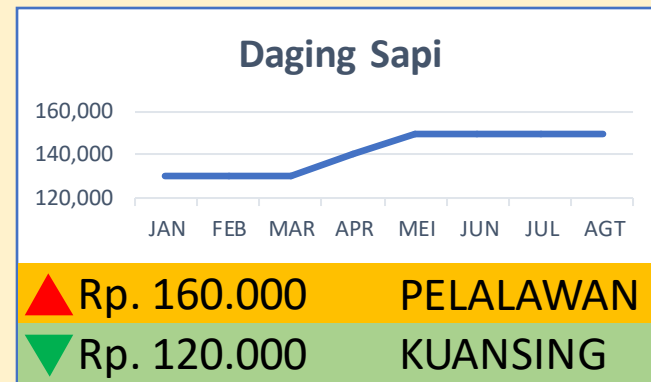 Daging Sapi
160,000
140,000
120,000
JAN FEB MAR APR MEI JUN JUL AGT
Rp. 160.000 PELALAWAN
Rp. 120.000 KUANSING